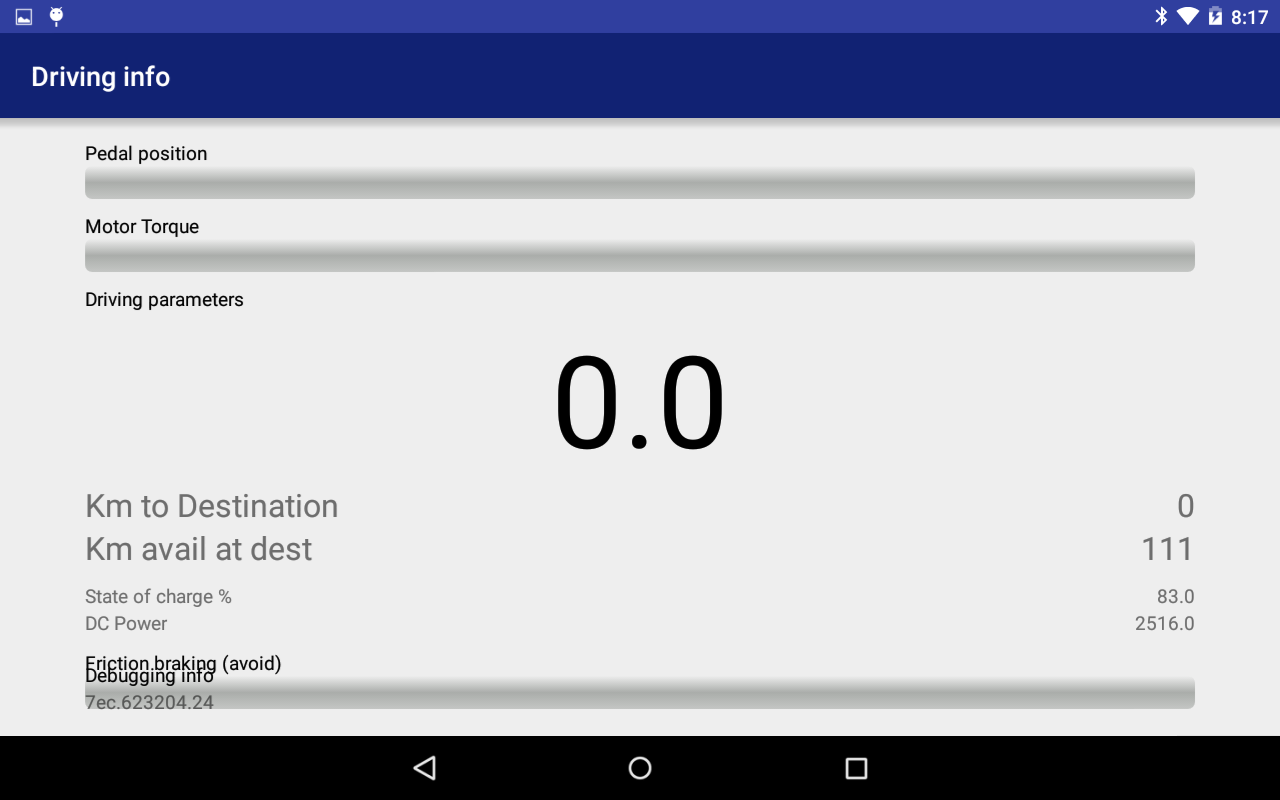 8:17
Driving info
Pedal position
Motor Torque
Driving parameters
0.0
Km to Destination 0
Km avail at dest 111
State of charge % 83.0
DC Power 2516.0
Friction braking (avoid)
Debugging info
7ec.623204.24